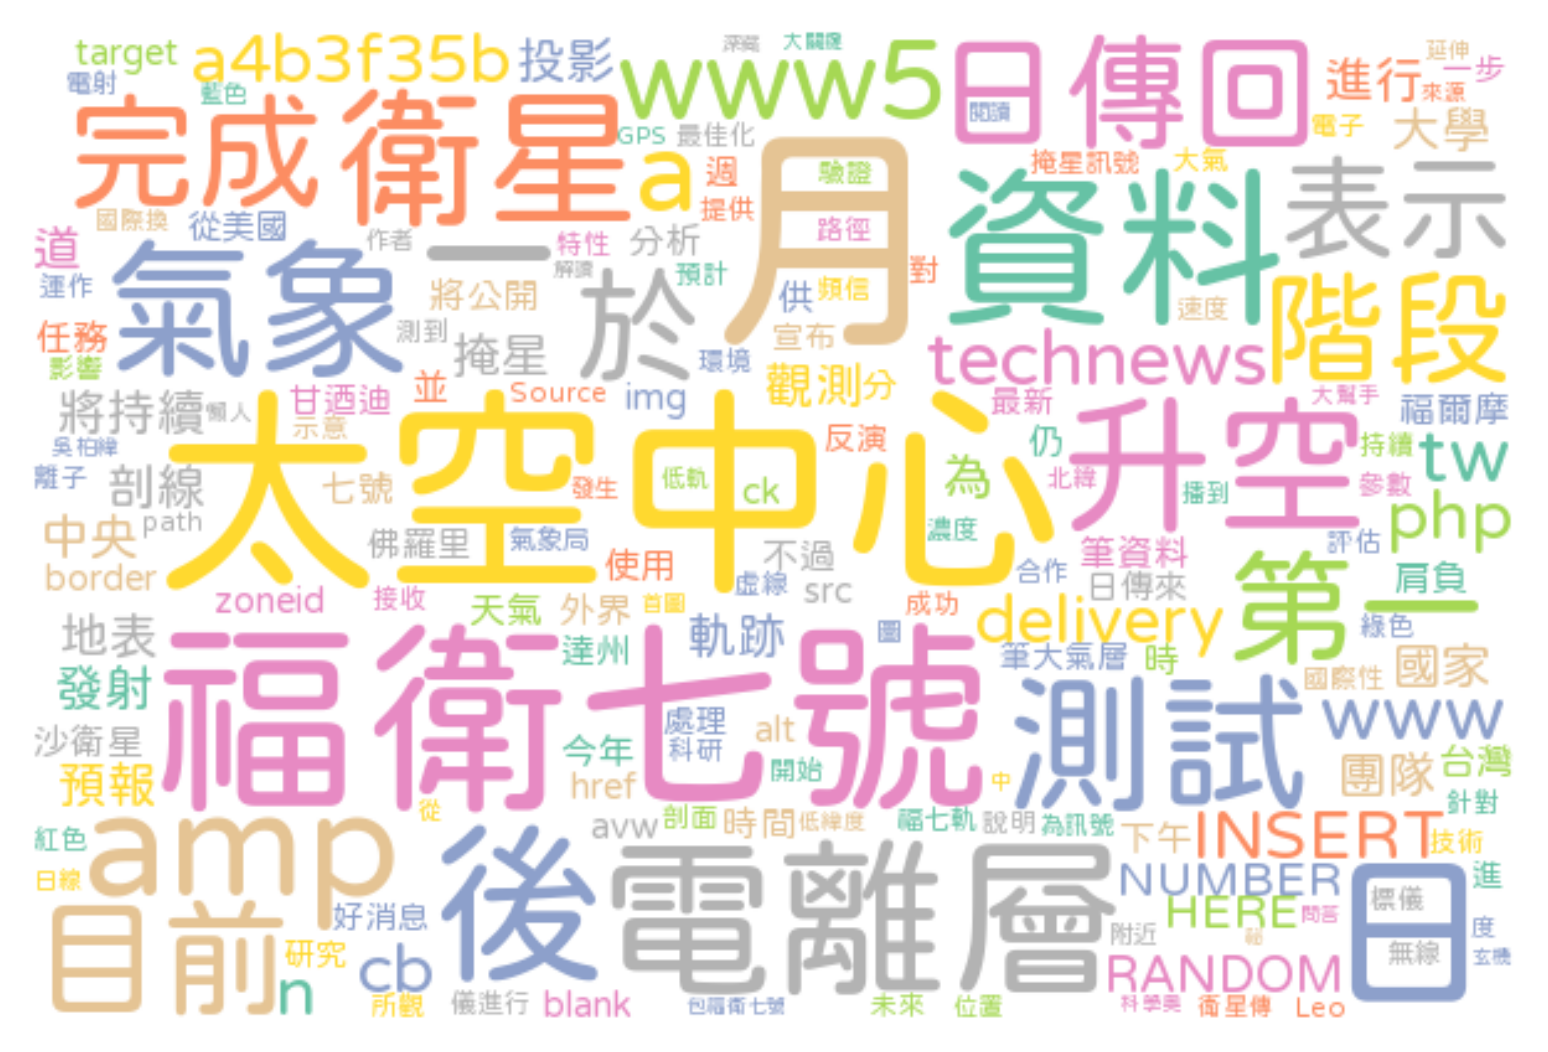 target
a4b3f35b
投影
深藏
大關鍵
延伸
電射
藍色
www5
日傳回
閱讀
進行
一步
來源
完成
衛星
GPS
最佳化
電子
大學
a
週
月
驗證
掩星訊號
大氣
國際換
從美國
提供
資料
表示
道
作者
一
特性
分析
路徑
運作
氣象
解讀
預計
對
將公開
於
供
頻信
速度
階段
任務
測到
掩星
宣布
影響
環境
technews
觀測
分
將持續
懶人
甘迺迪
並
Source
img
最新
大幫手
福爾摩
示意
太空中心
反演
仍
升空
持續
tw
吳柏緯
離子
剖線
七號
發生
低軌
ck
為
北緯
播到
參數
中央
path
濃度
php
佛羅里
氣象局
不過
筆資料
評估
border
使用
合作
虛線
src
日傳來
第一
肩負
zoneid
接收
天氣
外界
首圖
成功
delivery
地表
軌跡
圖
綠色
達州
筆大氣層
時
國際性
國家
發射
福衛七號
測試
www
處理
沙衛星
alt
科研
今年
台灣
預報
href
開始
中
團隊
從
針對
紅色
amp
avw
剖面
時間
低緯度
福七軌
說明
為訊號
下午
INSERT
技術
日線
後
電離層
NUMBER
日
進
目前
好消息
HERE
問答
標儀
度
附近
研究
cb
無線
玄機
n
RANDOM
所觀
儀進行
blank
包福衛七號
未來
位置
科學奧
衛星傳
Leo